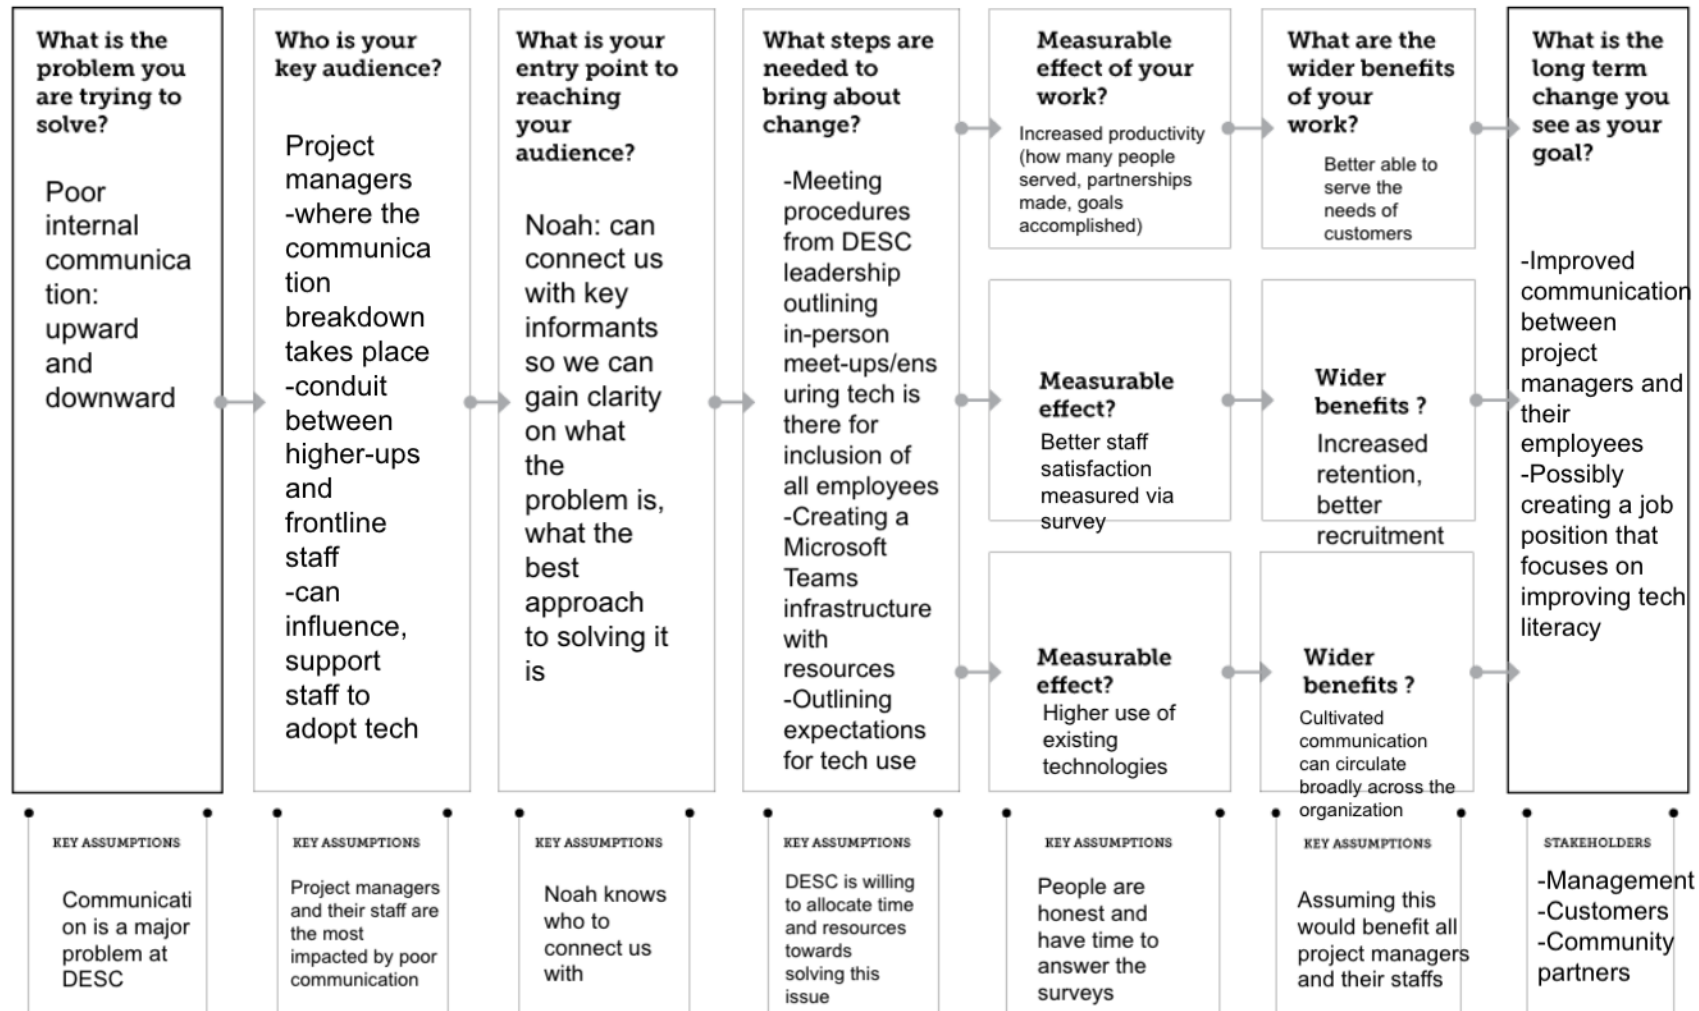 What is the
problem you
are trying to
solve?
Poor
internal
communica
tion:
upward
and
downward
Who is your
key audience?
Project
managers
-where the
communica
tion
breakdown
takes place
-conduit
between
higher-ups
and
frontline
staff
-can
influence,
support
staff to
adopt tech
What is your
entry point to
reaching
your
audience?
Noah: can
connect us
with key
informants
so we can
gain clarity
on what
the
problem is,
what the
best
approach
to solving it
is
What steps are
needed to
bring about
change?
-Meeting
procedures
from DESC
leadership
outlining
in-person
meet-ups/ens
uring tech is
there for
inclusion of
all employees
-Creating a
Microsoft
Teams
infrastructure
with
resources
-Outlining
expectations
for tech use
Measurable
effect of your
work?
Increased productivity
(how many people
served, partnerships
made, goals
accomplished)
What are the
wider benefits
of your
work?
Better able to
serve the
needs of
customers
Measurable
effect?
Better staff
satisfaction
measured via
survey
Wider
benefits ?
Increased
retention,
better
recruitment
Measurable
effect?
Higher use of
existing
technologies
Wider
benefits ?
Cultivated
communication
can circulate
broadly across the
organization
What is the
long term
change you
see as your
goal?
-Improved
communication
between
project
managers and
their
employees
-Possibly
creating a job
position that
focuses on
improving tech
literacy
KEY ASSUMPTIONS
Communicati
on is a major
problem at
DESC
KEY ASSUMPTIONS
Project managers
and their staff are
the most
impacted by poor
communication
KEY ASSUMPTIONS
Noah knows
who to
connect us
with
KEY ASSUMPTIONS
DESC is willing
to allocate time
and resources
towards
solving this
issue
KEY ASSUMPTIONS
People are
honest and
have time to
answer the
surveys
KEY ASSUMPTIONS
Assuming this
would benefit all
project managers
and their staffs
STAKEHOLDERS
-Management
-Customers
-Community
partners